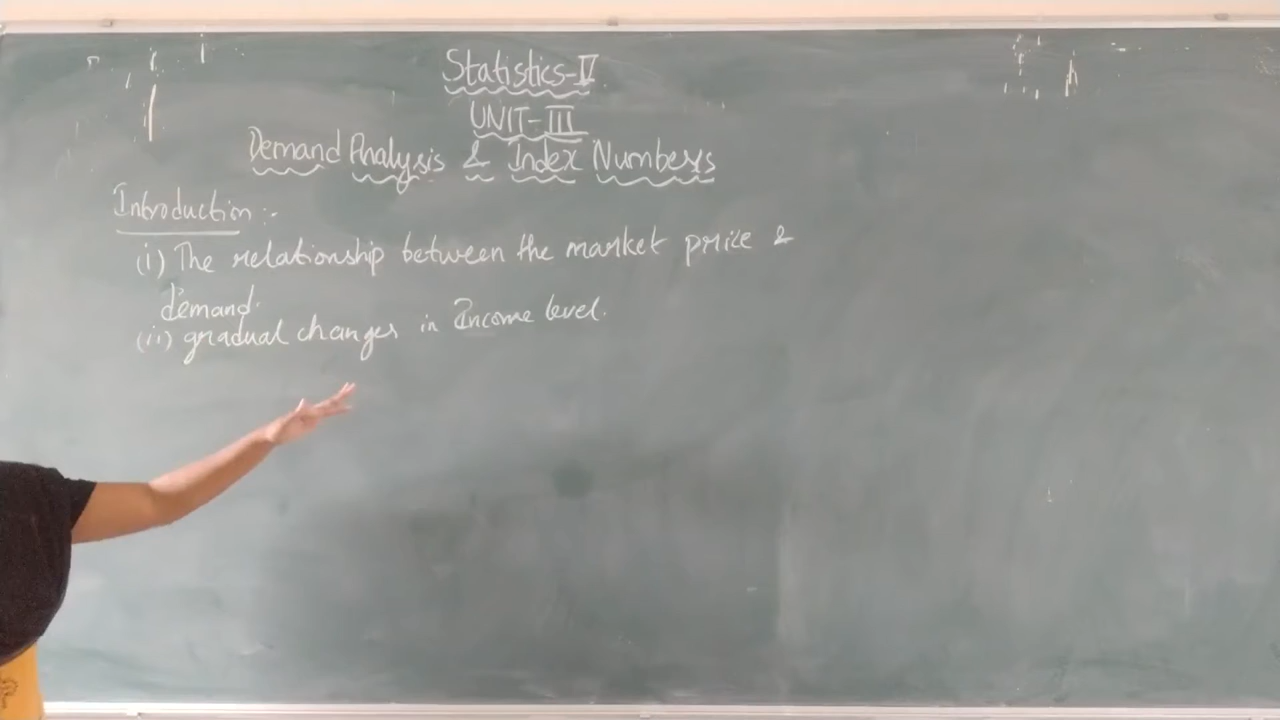 Statistics-IV
UNIT-III
Demand Analysis & Index Numbers
Introduction :-
(i) The relationship between the market price &
demand.
(ii) gradual changes in Income level.